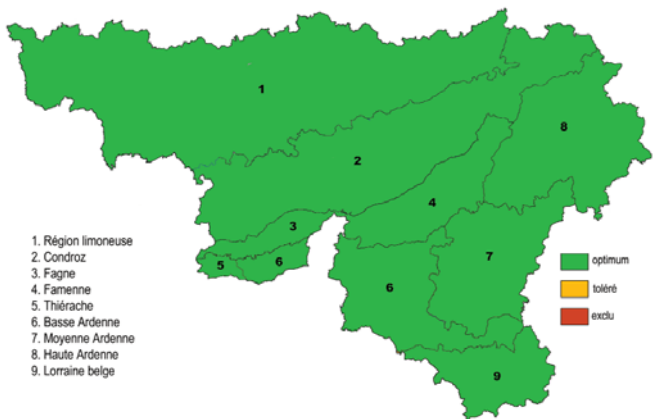 1
2
8
4
3
5
6
6
7
9
1. Région limoneuse
2. Condroz
3. Fagne
4. Famenne
5. Thiérache
6. Basse Ardenne
7. Moyenne Ardenne
8. Haute Ardenne
9. Lorraine belge
optimum
toléré
exclu